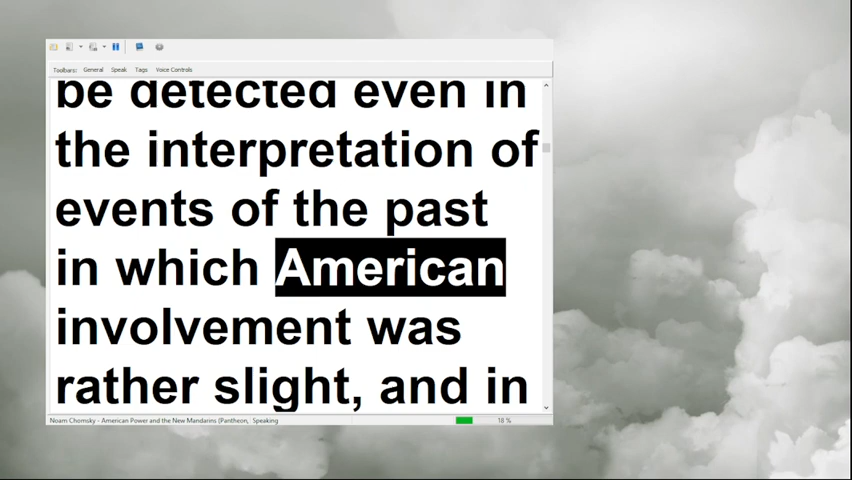 Toolbars: General Speak Tags Voice Controls
be detected even in
the interpretation of
events of the past
in which American
involvement was
rather slight, and in
Noam Chomsky - American Power and the New Mandarins (Pantheon, Speaking 18 %